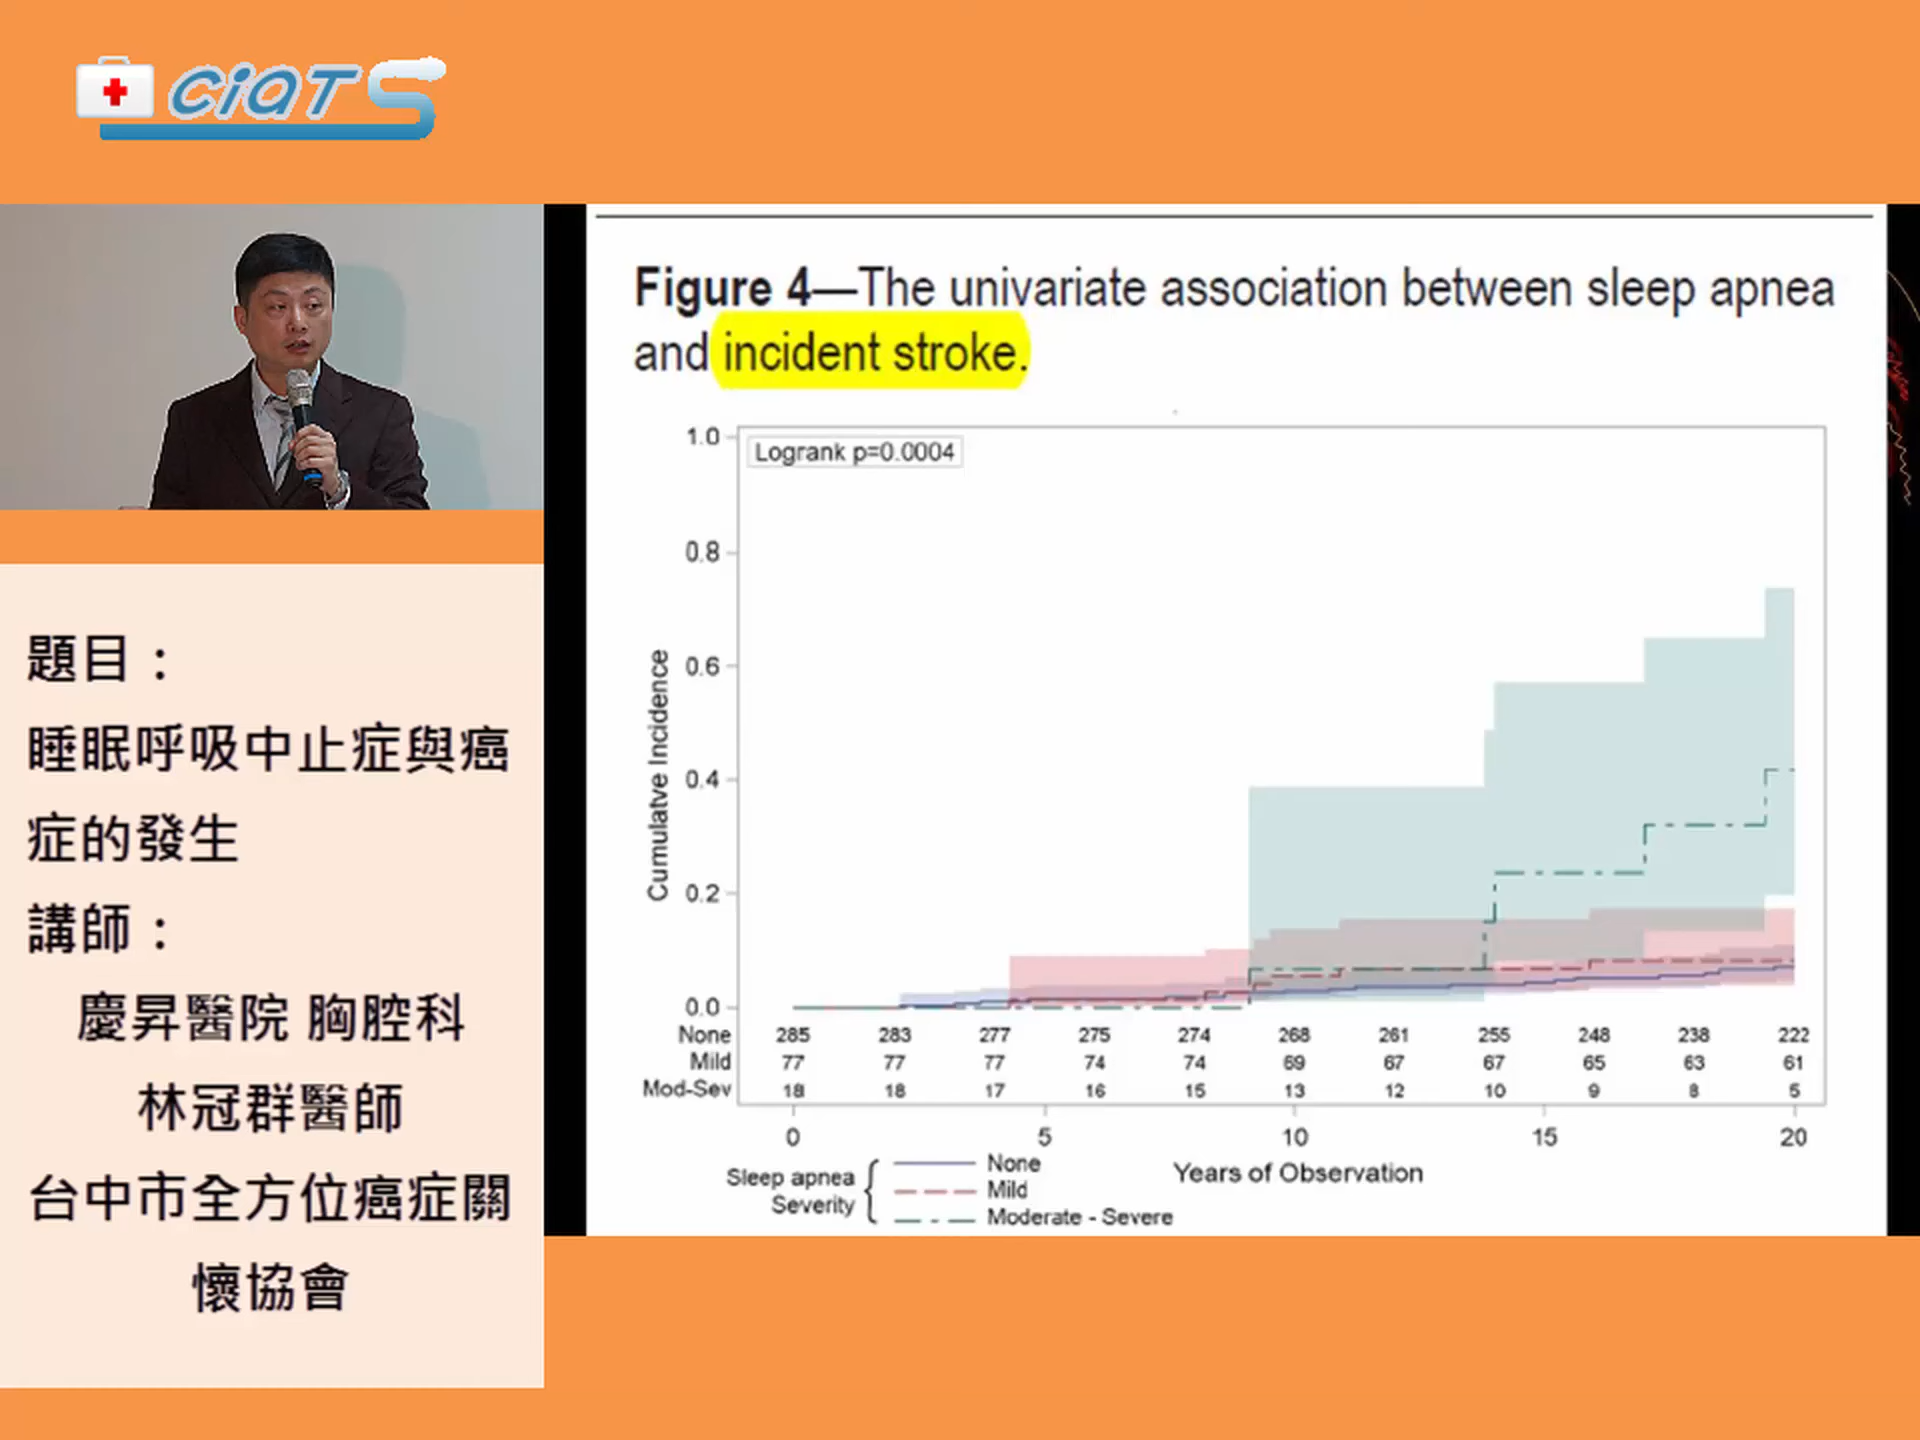 CiaTS
題目：
睡眠呼吸中止症與癌
症的發生
講師：
慶昇醫院 胸腔科
林冠群醫師
台中市全方位癌症關
懷協會
Figure 4—The univariate association between sleep apnea
and incident stroke.
Logrank p=0.0004
Cumulatve Incidence
1.0
0.8
0.6
0.4
0.2
0.0
None 285 283 277 275 274 268 261 255 248 238 222
Mild 77 77 77 74 74 69 67 67 65 63 61
Mod-Sev 18 18 17 16 15 13 12 10 9 8 5
0 5 10 15 20
Years of Observation
Sleep apnea
Severity
None
Mild
Moderate - Severe